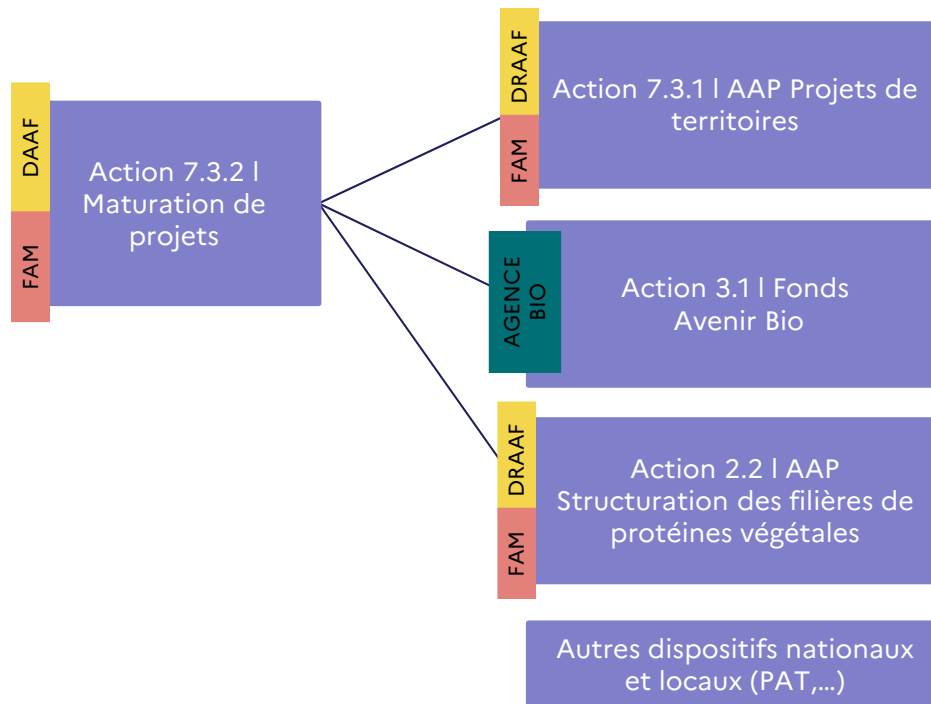 DAAF
FAM
Action 7.3.2 l
Maturation de
projets
DRAAF
FAM
Action 7.3.1 l AAP Projets de
territoires
AGENCE
BIO
Action 3.1 l Fonds
Avenir Bio
DRAAF
FAM
Action 2.2 l AAP
Structuration des filières de
protéines végétales
Autres dispositifs nationaux
et locaux (PAT,...)